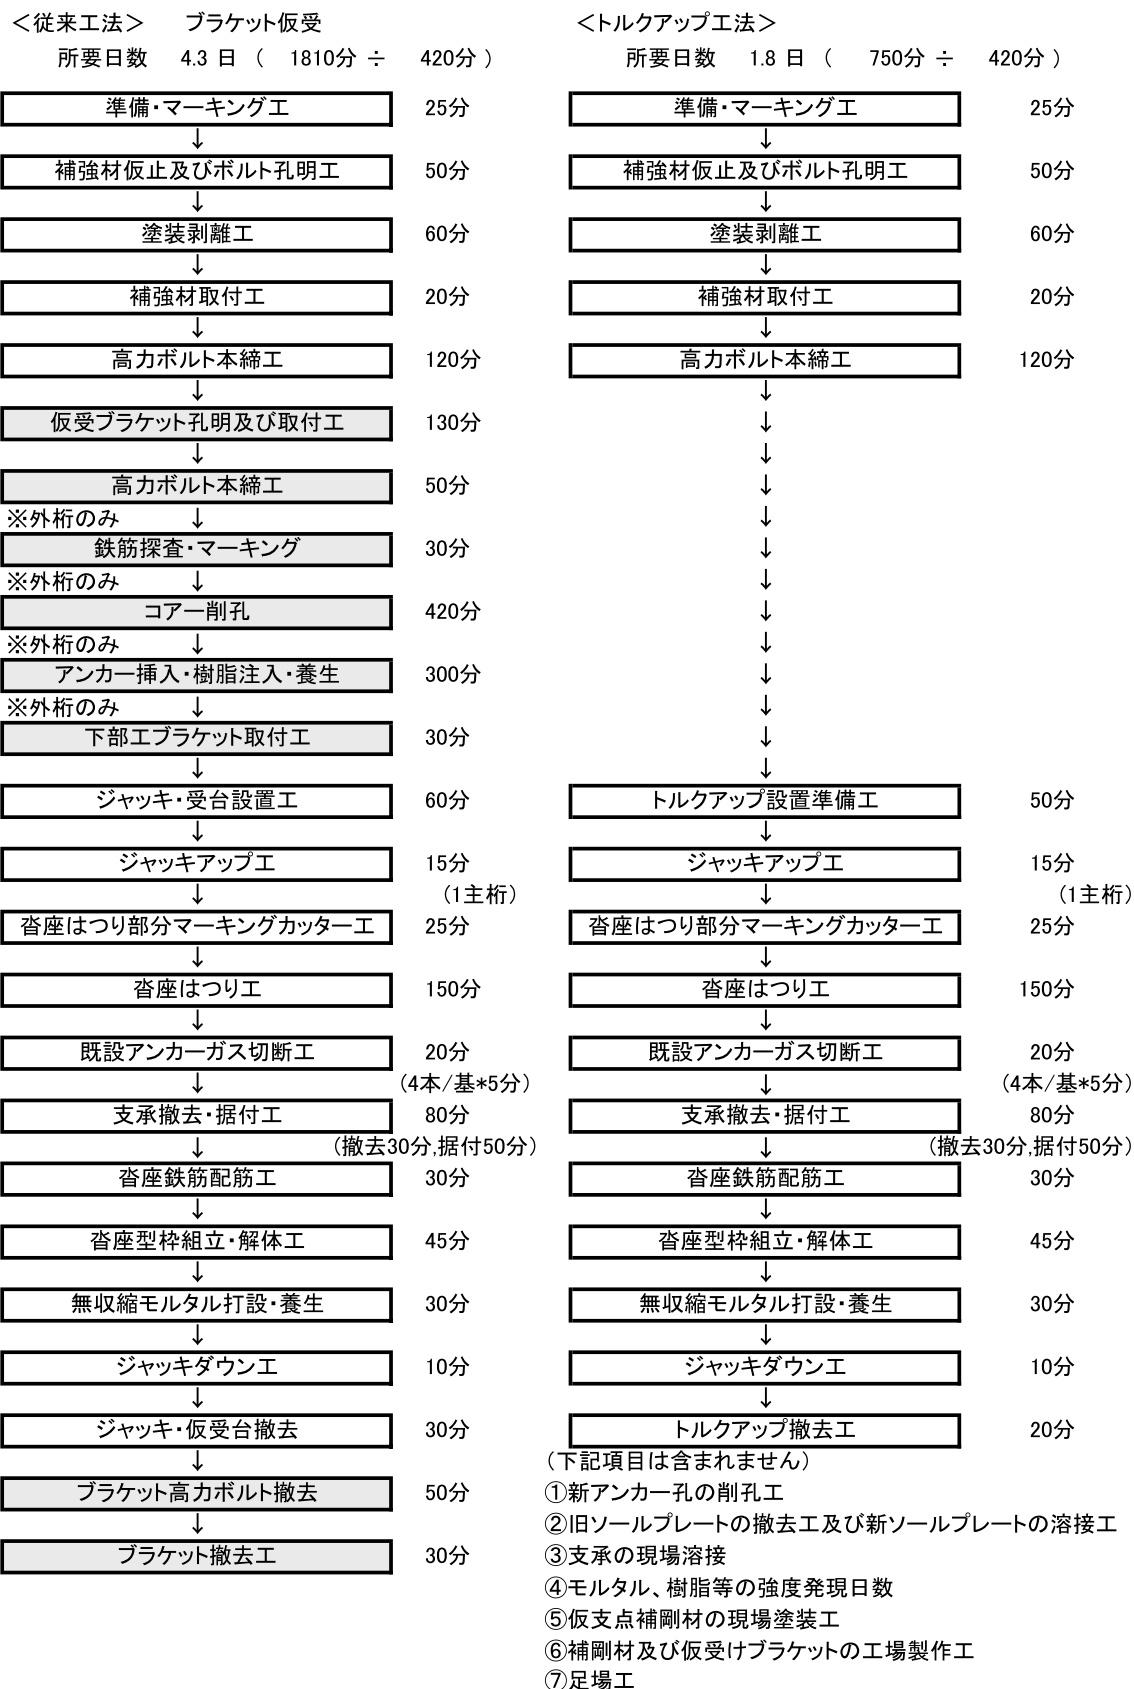 ＜従来工法＞ ブラケット仮受
所要日数 4.3 日 ( 1810分 ÷ 420分 )
準備・マーキング工 25分
↓
補強材仮止及びボルト孔明工 50分
↓
塗装剥離工 60分
↓
補強材取付工 20分
↓
高力ボルト本締工 120分
↓
仮受ブラケット孔明及び取付工 130分
↓
高力ボルト本締工 50分
※外桁のみ ↓
鉄筋探査・マーキング 30分
※外桁のみ ↓
コアー削孔 420分
※外桁のみ ↓
アンカー挿入・樹脂注入・養生 300分
※外桁のみ ↓
下部工ブラケット取付工 30分
↓
ジャッキ・受台設置工 60分
↓
ジャッキアップ工 15分
↓ (1主桁)
沓座はつり部分マーキングカッター工 25分
↓
沓座はつり工 150分
↓
既設アンカーガス切断工 20分
↓ (4本/基*5分)
支承撤去・据付工 80分
↓ (撤去30分,据付50分)
沓座鉄筋配筋工 30分
↓
沓座型枠組立・解体工 45分
↓
無収縮モルタル打設・養生 30分
↓
ジャッキダウン工 10分
↓
ジャッキ・仮受台撤去 30分
↓
ブラケット高力ボルト撤去 50分
↓
ブラケット撤去工 30分
＜トルクアップ工法＞
所要日数 1.8 日 ( 750分 ÷ 420分 )
準備・マーキング工 25分
↓
補強材仮止及びボルト孔明工 50分
↓
塗装剥離工 60分
↓
補強材取付工 20分
↓
高力ボルト本締工 120分
↓
↓
↓
↓
↓
↓
↓
↓
↓
↓
↓
↓
↓
トルクアップ設置準備工 50分
↓
ジャッキアップ工 15分
↓ (1主桁)
沓座はつり部分マーキングカッター工 25分
↓
沓座はつり工 150分
↓
既設アンカーガス切断工 20分
↓ (4本/基*5分)
支承撤去・据付工 80分
↓ (撤去30分,据付50分)
沓座鉄筋配筋工 30分
↓
沓座型枠組立・解体工 45分
↓
無収縮モルタル打設・養生 30分
↓
ジャッキダウン工 10分
↓
トルクアップ撤去工 20分
(下記項目は含まれません)
①新アンカー孔の削孔工
②旧ソールプレートの撤去工及び新ソールプレートの溶接工
③支承の現場溶接
④モルタル、樹脂等の強度発現日数
⑤仮支点補剛材の現場塗装工
⑥補剛材及び仮受けブラケットの工場製作工
⑦足場工